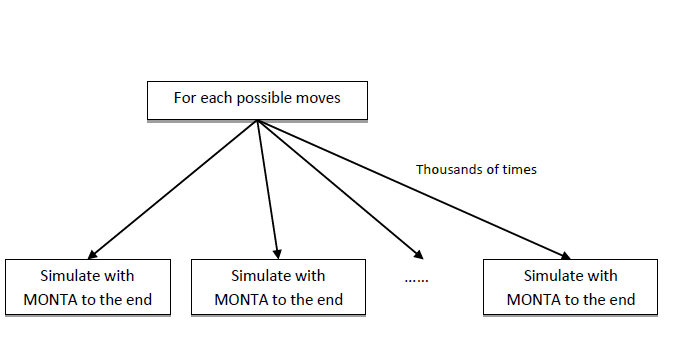 For each possible moves
Thousands of times
Simulate with
MONTA to the end
Simulate with
MONTA to the end
......
Simulate with
MONTA to the end